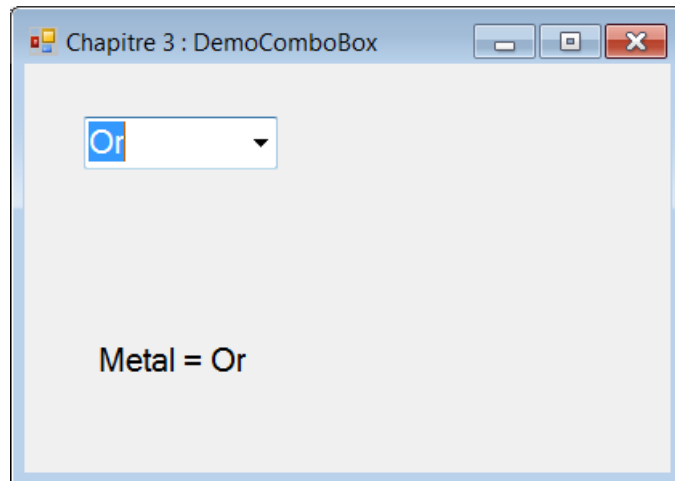 Chapitre 3 : DemoComboBox
Or
Metal = Or